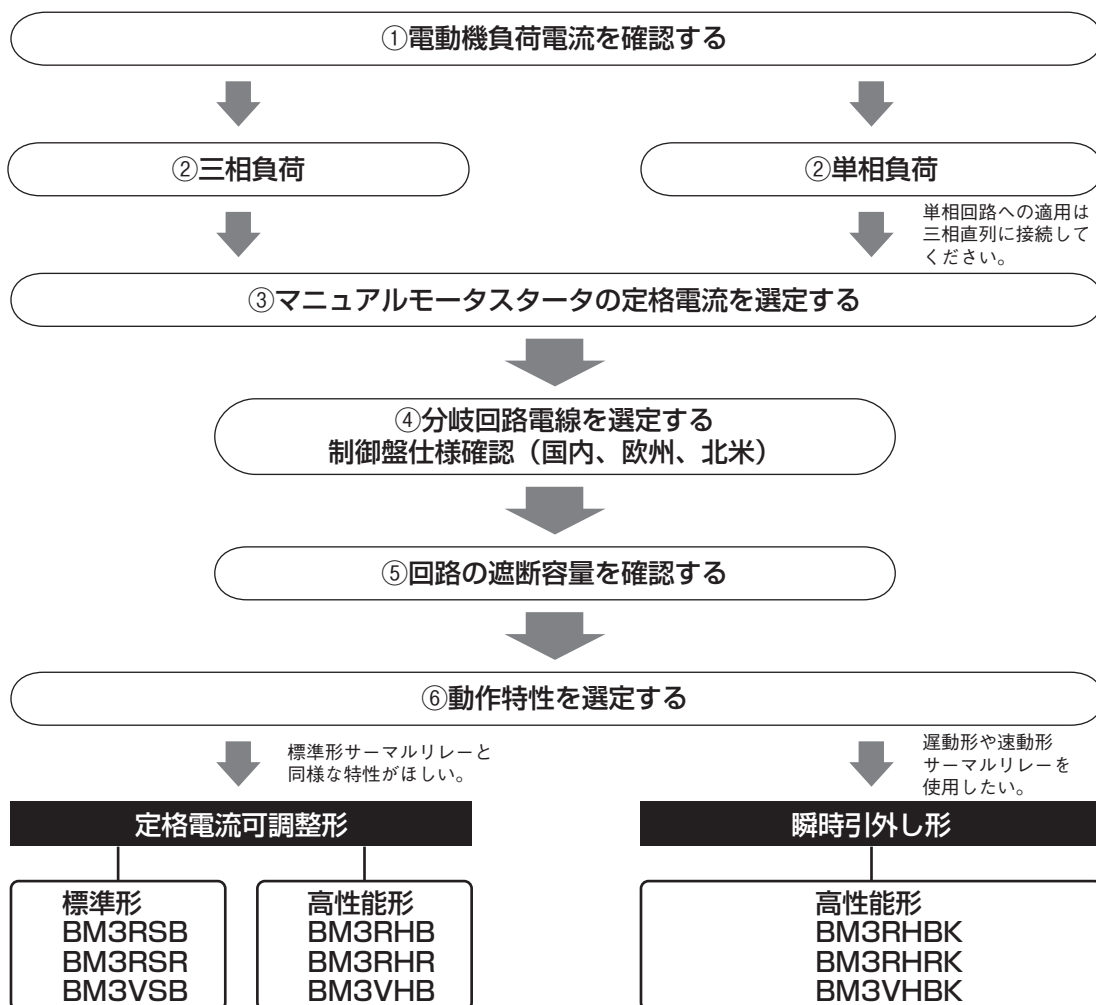 ①電動機負荷電流を確認する
②三相負荷
②単相負荷
単相回路への適用は
三相直列に接続して
ください。
③マニュアルモータスタータの定格電流を選定する
④分岐回路電線を選定する
制御盤仕様確認（国内、欧州、北米）
⑤回路の遮断容量を確認する
⑥動作特性を選定する
標準形サーマルリレーと
同様な特性がほしい。
遅動形や速動形
サーマルリレーを
使用したい。
定格電流可調整形
標準形
BM3RSB
BM3RSR
BM3VSB
高性能形
BM3RHB
BM3RHR
BM3VHB
瞬時引外し形
高性能形
BM3RHBK
BM3RHRK
BM3VHBK